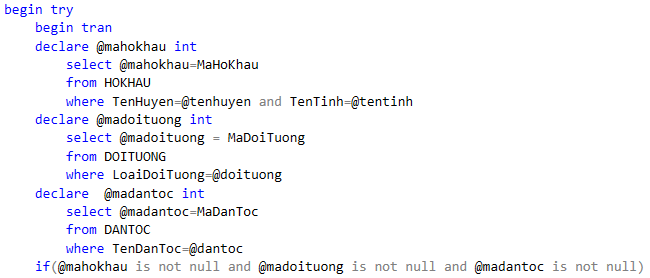 begin try
    begin tran
    declare @mahokhau int
        select @mahokhau=MaHoKhau
        from HOKHAU
        where TenHuyen=@tenhuyen and TenTinh=@tentinh
    declare @madoituong int
        select @madoituong = MaDoiTuong
        from DOITUONG
        where LoaiDoiTuong=@doituong
    declare  @madantoc int
        select @madantoc=MaDanToc
        from DANTOC
        where TenDanToc=@dantoc
    if(@mahokhau is not null and @madoituong is not null and @madantoc is not null)